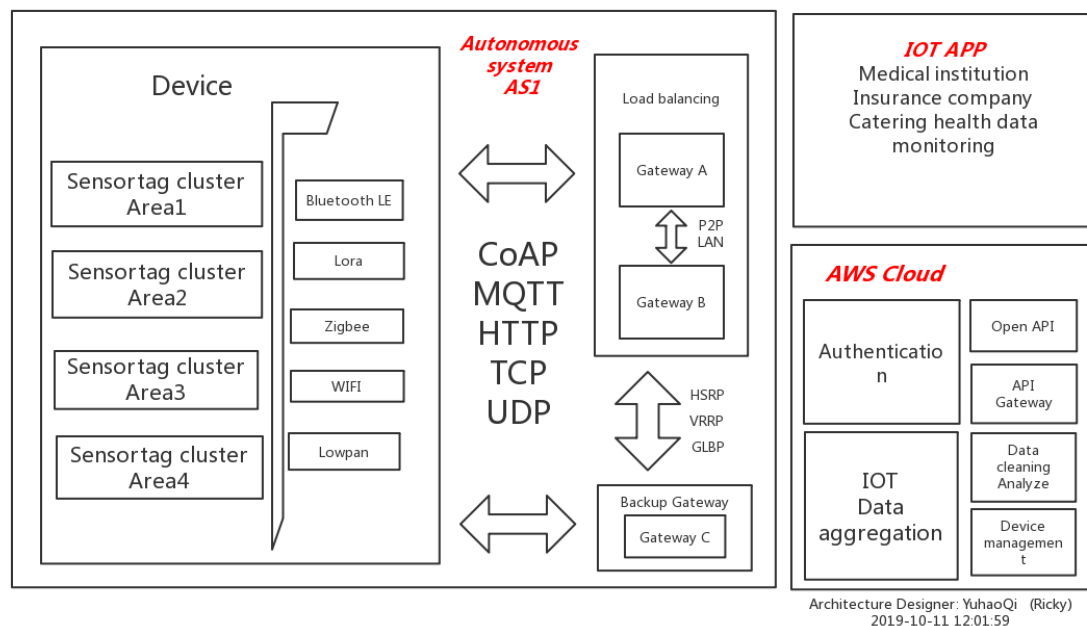 Device
Sensortag cluster
Area1
Sensortag cluster
Area2
Sensortag cluster
Area3
Sensortag cluster
Area4
Bluetooth LE
Lora
Zigbee
WIFI
Lowpan
Autonomous
system
AS1
CoAP
MQTT
HTTP
TCP
UDP
Load balancing
Gateway A
P2P
LAN
Gateway B
HSRP
VRRP
GLBP
Backup Gateway
Gateway C
IOT APP
Medical institution
Insurance company
Catering health data
monitoring
AWS Cloud
Authenticatio
n
Open API
API
Gateway
IOT
Data
aggregation
Data
cleaning
Analyze
Device
managemen
t
Architecture Designer: YuhaoQi (Ricky)
2019-10-11 12:01:59